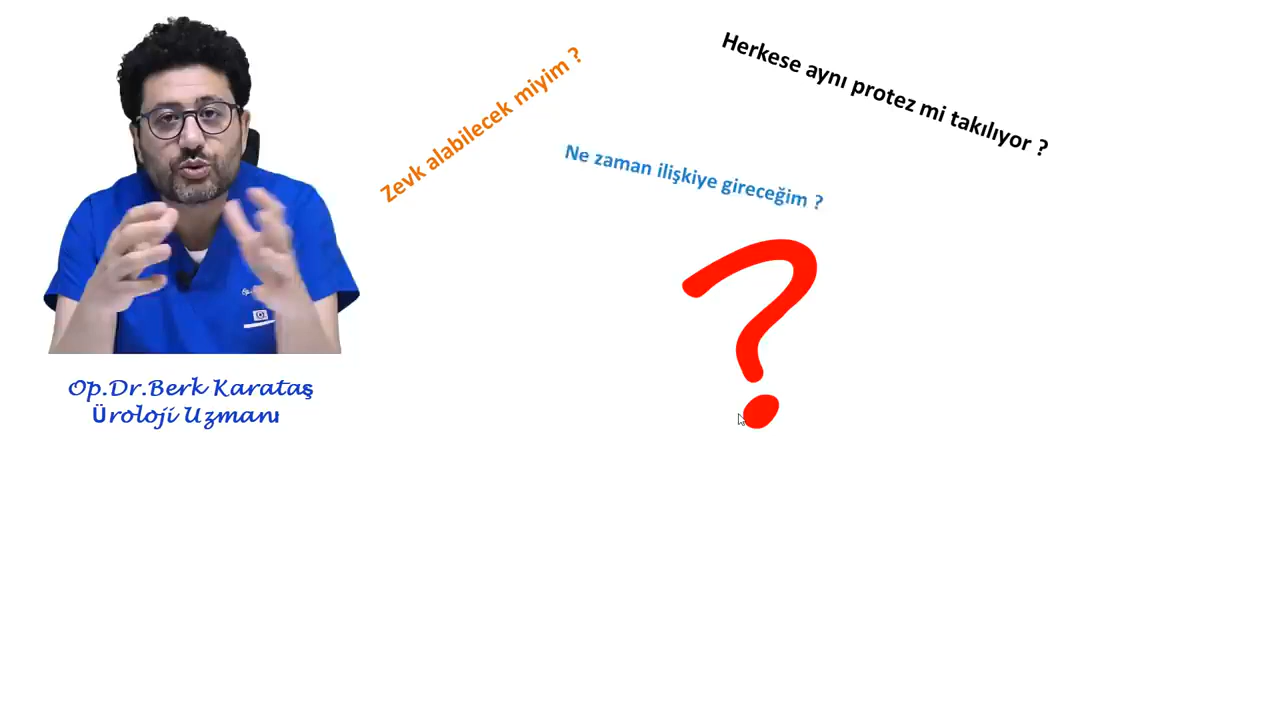 Zevk alabilecek miyim ?
Herkese aynı protez mi takılıyor ?
Ne zaman ilişkiye gireceğim ?
?
Op.Dr.Berk Karataş
Üroloji Uzmanı